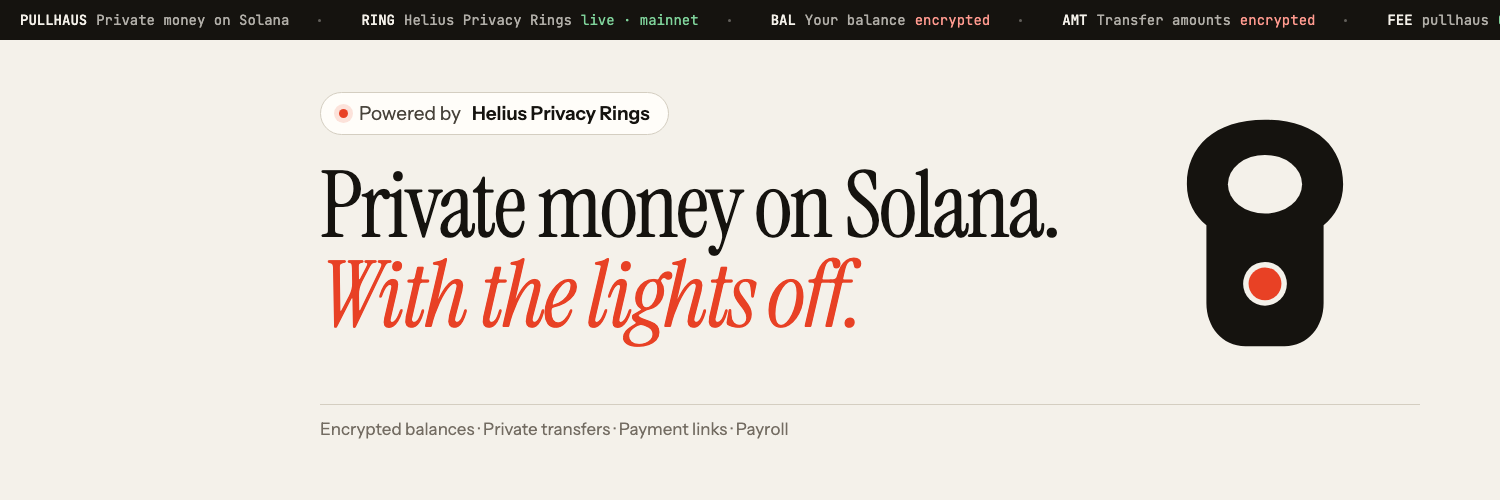 PULLHAUS Private money on Solana · RING Helius Privacy Rings live · mainnet · BAL Your balance encrypted · AMT Transfer amounts encrypted · FEE pullhaus
Powered by Helius Privacy Rings
Private money on Solana.
With the lights off.
Encrypted balances · Private transfers · Payment links · Payroll